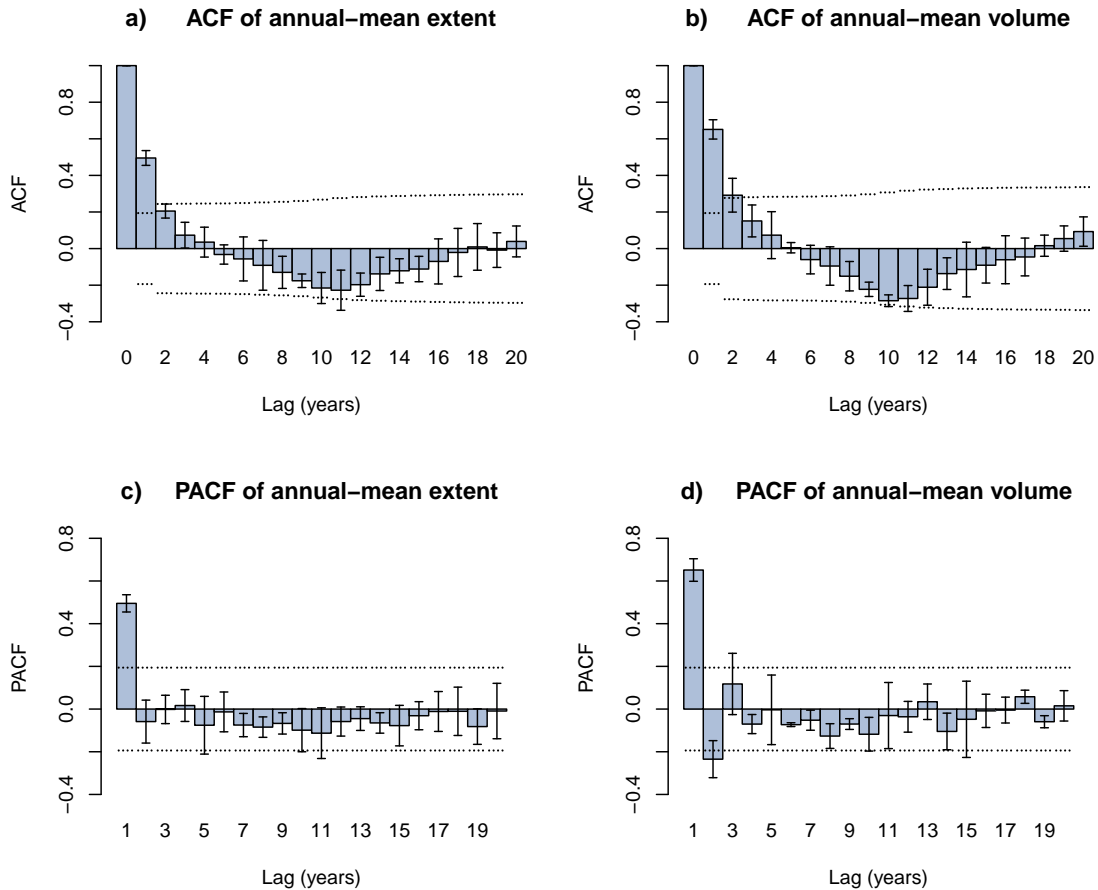 a) ACF of annual−mean extent
ACF
−0.4 0.0 0.4 0.8
0 2 4 6 8 10 12 14 16 18 20
Lag (years)
b) ACF of annual−mean volume
ACF
−0.4 0.0 0.4 0.8
0 2 4 6 8 10 12 14 16 18 20
Lag (years)
c) PACF of annual−mean extent
PACF
−0.4 0.0 0.4 0.8
1 3 5 7 9 11 13 15 17 19
Lag (years)
d) PACF of annual−mean volume
PACF
−0.4 0.0 0.4 0.8
1 3 5 7 9 11 13 15 17 19
Lag (years)